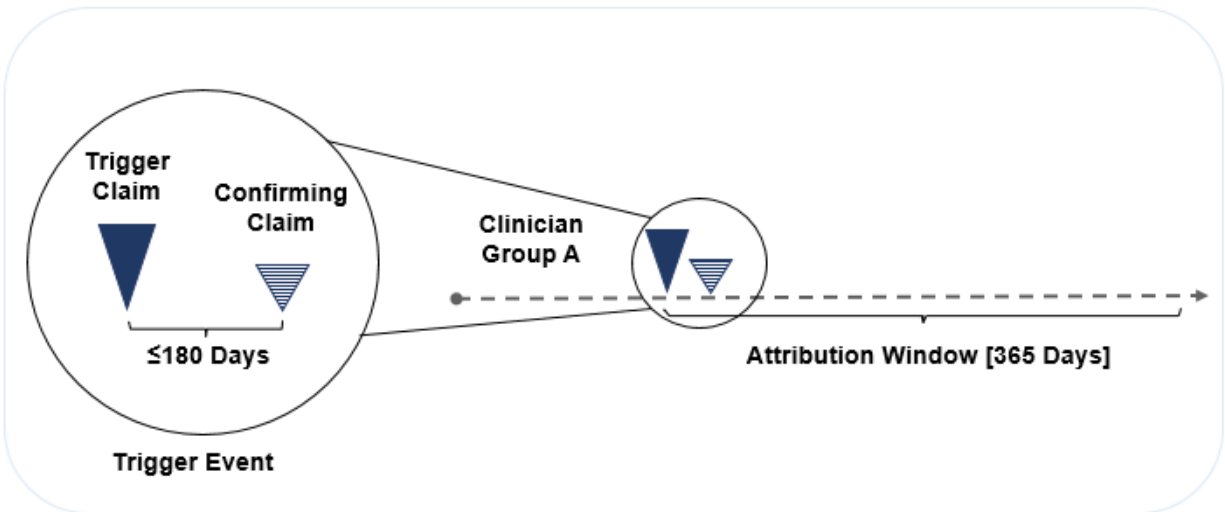 Trigger
Claim
Confirming
Claim
≤180 Days
Trigger Event
Clinician
Group A
Attribution Window [365 Days]